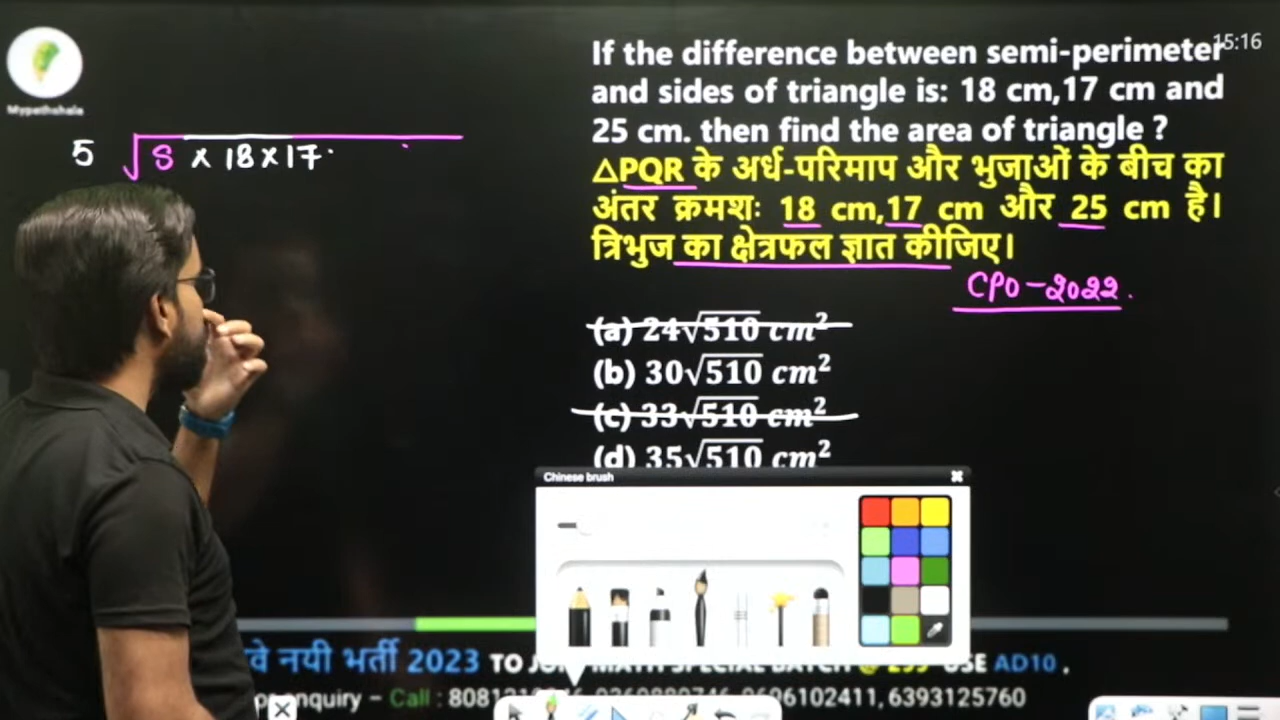 15:16
Mypathshala
If the difference between semi-perimeter
and sides of triangle is: 18 cm,17 cm and
25 cm. then find the area of triangle ?
△PQR के अर्ध-परिमाप और भुजाओं के बीच का
अंतर क्रमशः 18 cm,17 cm और 25 cm है।
त्रिभुज का क्षेत्रफल ज्ञात कीजिए।
CPO-2022.
5 √S × 18 × 17
(a) 24√510 cm²
(b) 30√510 cm²
(c) 33√510 cm²
(d) 35√510 cm²
Chinese brush
वे नयी भर्ती 2023 TO USE AD10 .
enquiry – Call : 6393125760